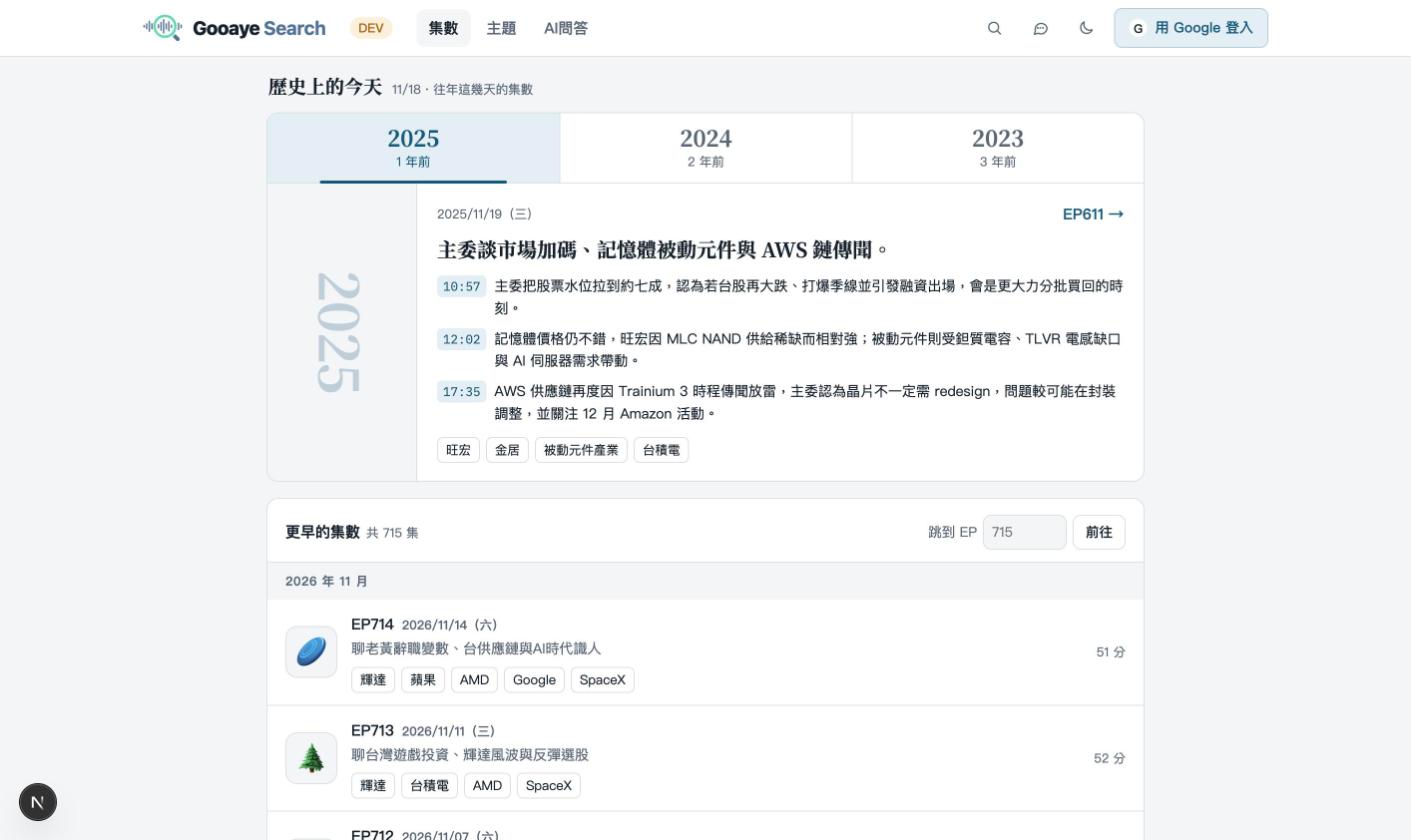 Gooaye Search
DEV
集數
主題
AI問答
G 用 Google 登入
歷史上的今天 11/18 · 往年這幾天的集數
2025
1 年前
2024
2 年前
2023
3 年前
2025
2025/11/19（三）
EP611 →
主委談市場加碼、記憶體被動元件與 AWS 鏈傳聞。
10:57 主委把股票水位拉到約七成，認為若台股再大跌、打爆季線並引發融資出場，會是更大力分批買回的時
刻。
12:02 記憶體價格仍不錯，旺宏因 MLC NAND 供給稀缺而相對強；被動元件則受鉭質電容、TLVR 電感缺口
與 AI 伺服器需求帶動。
17:35 AWS 供應鏈再度因 Trainium 3 時程傳聞放雷，主委認為晶片不一定需 redesign，問題較可能在封裝
調整，並關注 12 月 Amazon 活動。
旺宏
金居
被動元件產業
台積電
更早的集數 共 715 集
跳到 EP 715 前往
2026 年 11 月
EP714 2026/11/14（六）
聊老黃辭職變數、台供應鏈與AI時代識人
51 分
輝達
蘋果
AMD
Google
SpaceX
EP713 2026/11/11（三）
聊台灣遊戲投資、輝達風波與反彈選股
52 分
輝達
台積電
AMD
SpaceX
N
EP712 2026/11/07（六）